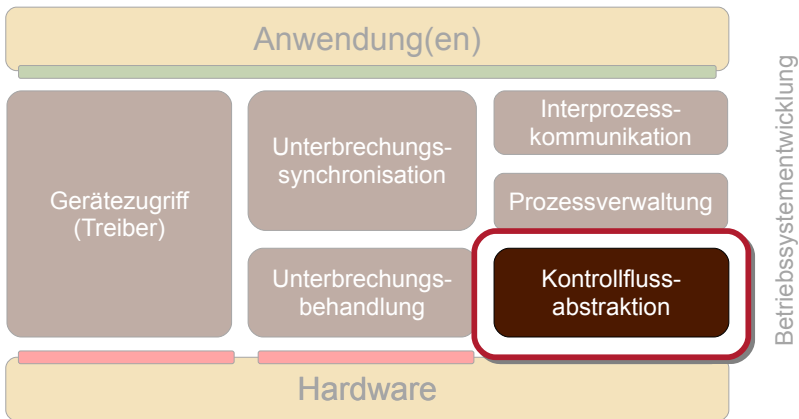 Anwendung(en)
Gerätezugriff
(Treiber)
Unterbrechungs-
synchronisation
Interprozess-
kommunikation
Prozessverwaltung
Unterbrechungs-
behandlung
Kontrollfluss-
abstraktion
Hardware
Betriebssystementwicklung